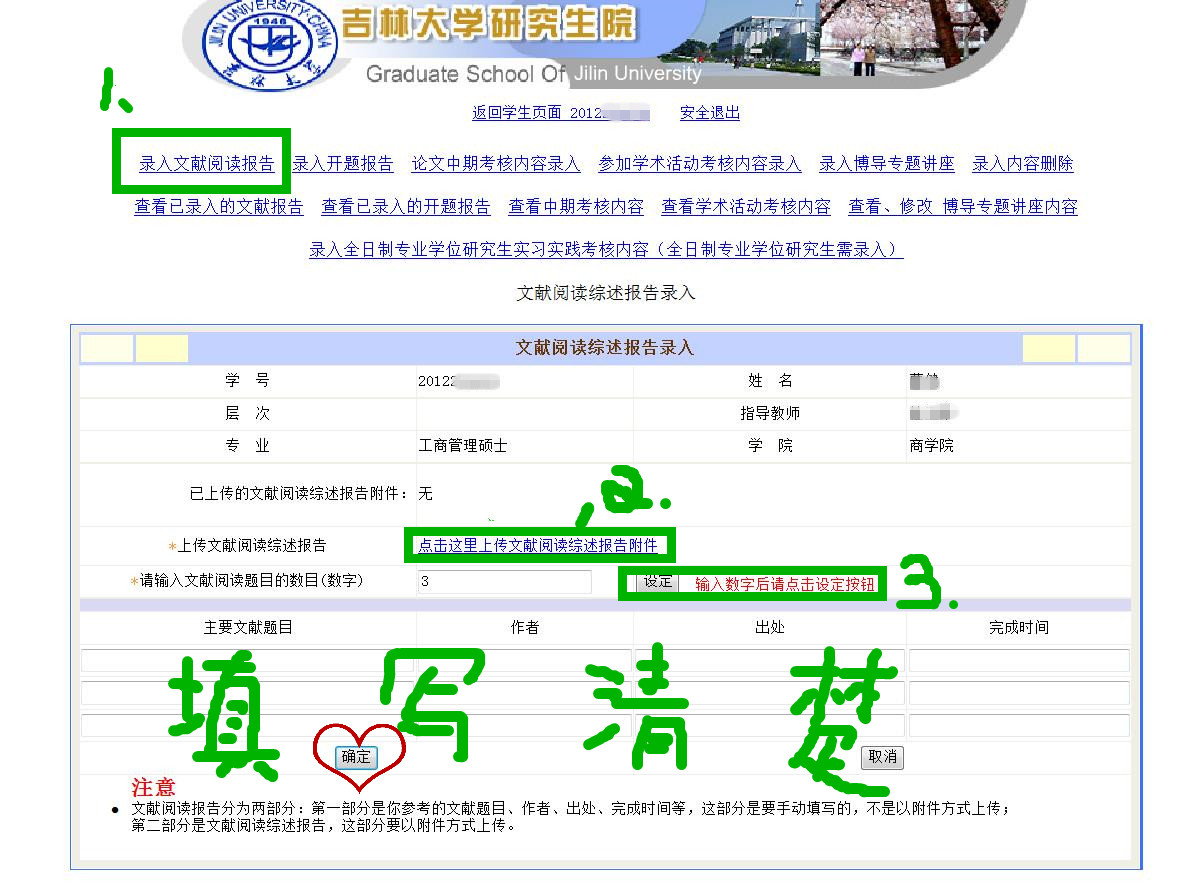 JILIN UNIVERSITY·CHINA
1946
吉林大学
吉林大学研究生院
Graduate School Of Jilin University
1、
返回学生页面 20122 安全退出
录入文献阅读报告 录入开题报告 论文中期考核内容录入 参加学术活动考核内容录入 录入博导专题讲座 录入内容删除
查看已录入的文献报告 查看已录入的开题报告 查看中期考核内容 查看学术活动考核内容 查看、修改 博导专题讲座内容
录入全日制专业学位研究生实习实践考核内容（全日制专业学位研究生需录入）
文献阅读综述报告录入
文献阅读综述报告录入
学 号 20122 姓 名
层 次 指导教师
专 业 工商管理硕士 学 院 商学院
已上传的文献阅读综述报告附件： 无
2.
*上传文献阅读综述报告 点击这里上传文献阅读综述报告附件
*请输入文献阅读题目的数目(数字) 3 设定 输入数字后请点击设定按钮 3.
主要文献题目 作者 出处 完成时间
填写清楚
确定 取消
注意
● 文献阅读报告分为两部分：第一部分是你参考的文献题目、作者、出处、完成时间等，这部分是要手动填写的，不是以附件方式上传；
第二部分是文献阅读综述报告，这部分要以附件方式上传。